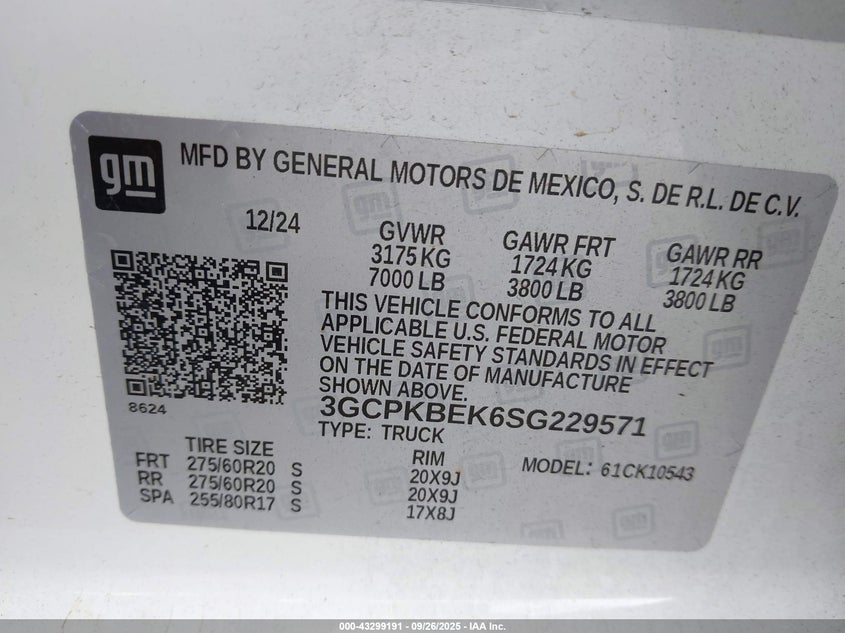 gm
MFD BY GENERAL MOTORS DE MEXICO, S. DE R.L. DE C.V.
12/24
GVWR GAWR FRT GAWR RR
3175 KG 1724 KG 1724 KG
7000 LB 3800 LB 3800 LB
THIS VEHICLE CONFORMS TO ALL
APPLICABLE U.S. FEDERAL MOTOR
VEHICLE SAFETY STANDARDS IN EFFECT
ON THE DATE OF MANUFACTURE
SHOWN ABOVE.
8624
3GCPKBEK6SG229571
TYPE: TRUCK
TIRE SIZE RIM MODEL: 61CK10543
FRT 275/60R20 S 20X9J
RR 275/60R20 S 20X9J
SPA 255/80R17 S 17X8J
000-43299191 - 09/26/2025 - IAA Inc.